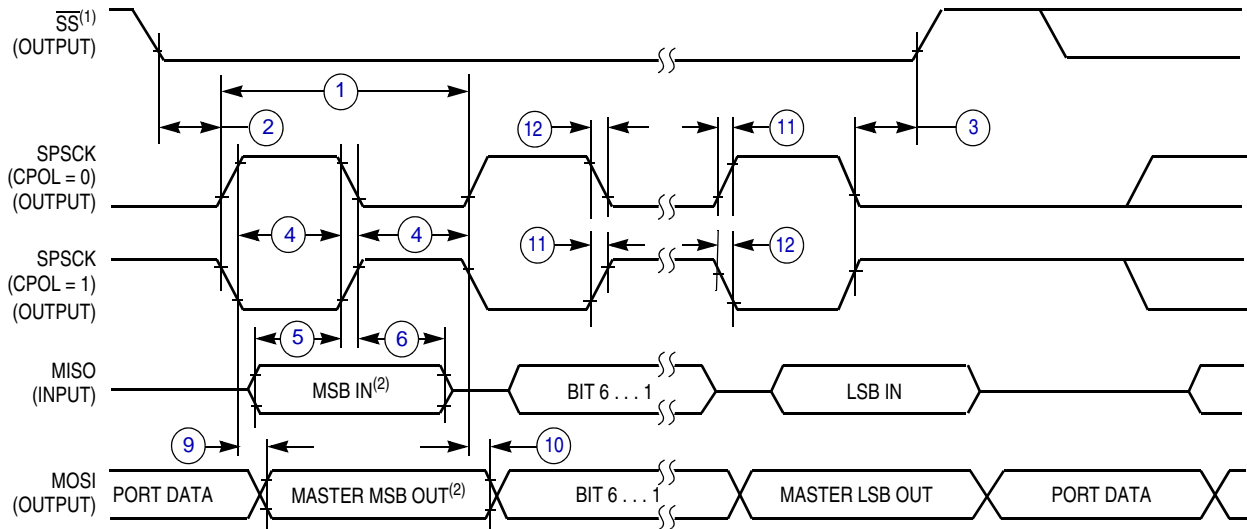 SS(1)
(OUTPUT)
1
2
12
11
3
SPSCK
(CPOL = 0)
(OUTPUT)
4
4
11
12
SPSCK
(CPOL = 1)
(OUTPUT)
5
6
MISO
(INPUT)
MSB IN(2)
BIT 6 . . . 1
LSB IN
9
10
MOSI
(OUTPUT)
PORT DATA
MASTER MSB OUT(2)
BIT 6 . . . 1
MASTER LSB OUT
PORT DATA